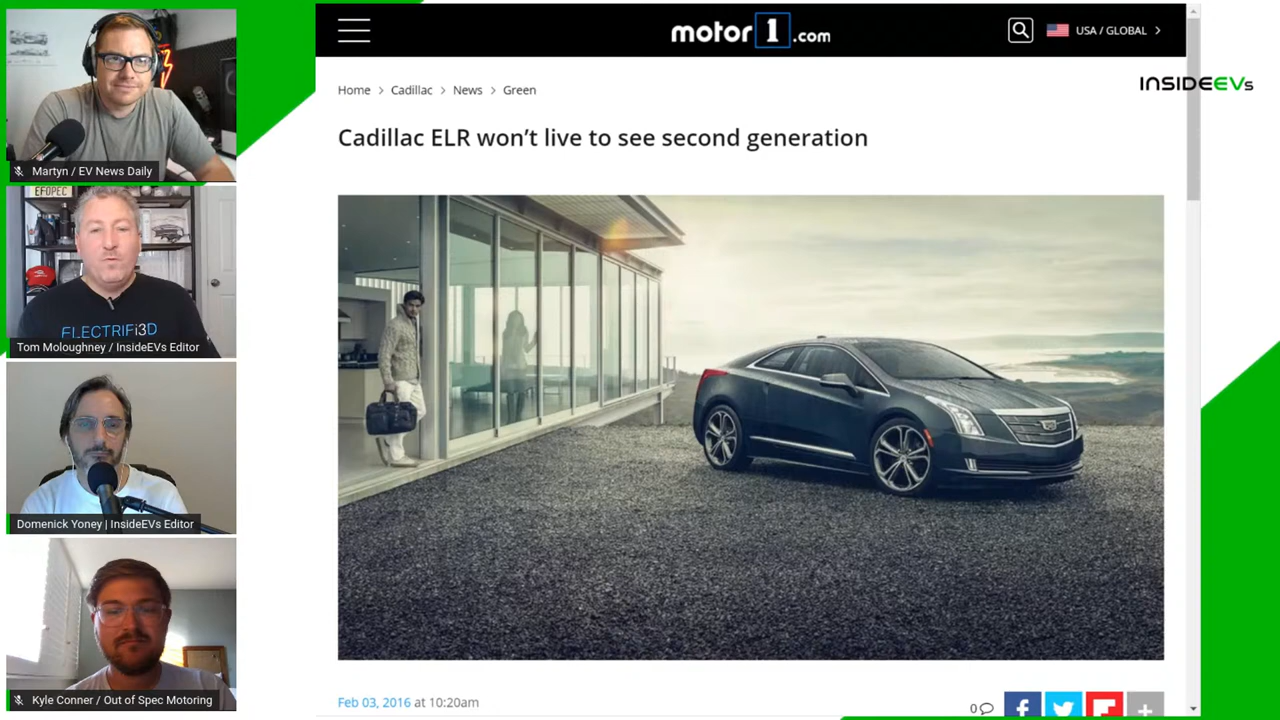 Martyn / EV News Daily
EFOPEC
ELECTRIFi3D
Tom Moloughney / InsideEVs Editor
Domenick Yoney | InsideEVs Editor
Kyle Conner / Out of Spec Motoring
motor1.com
USA / GLOBAL
INSIDEEVs
Home > Cadillac > News > Green
Cadillac ELR won’t live to see second generation
Feb 03, 2016 at 10:20am
0